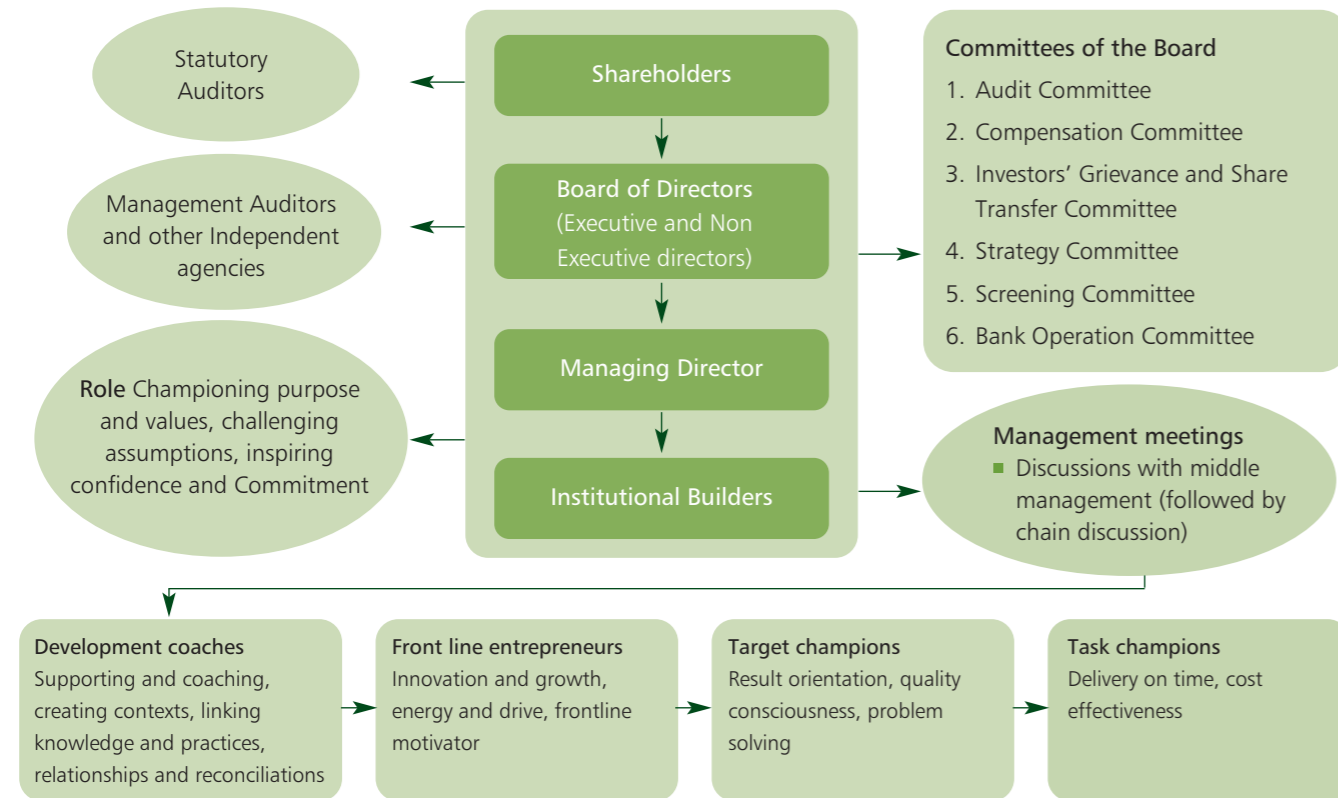 Statutory
Auditors
Management Auditors
and other Independent
agencies
Role Championing purpose
and values, challenging
assumptions, inspiring
confidence and Commitment
Shareholders
Board of Directors
(Executive and Non
Executive directors)
Managing Director
Institutional Builders
Committees of the Board
1. Audit Committee
2. Compensation Committee
3. Investors’ Grievance and Share
Transfer Committee
4. Strategy Committee
5. Screening Committee
6. Bank Operation Committee
Management meetings
■ Discussions with middle
management (followed by
chain discussion)
Development coaches
Supporting and coaching,
creating contexts, linking
knowledge and practices,
relationships and reconciliations
Front line entrepreneurs
Innovation and growth,
energy and drive, frontline
motivator
Target champions
Result orientation, quality
consciousness, problem
solving
Task champions
Delivery on time, cost
effectiveness